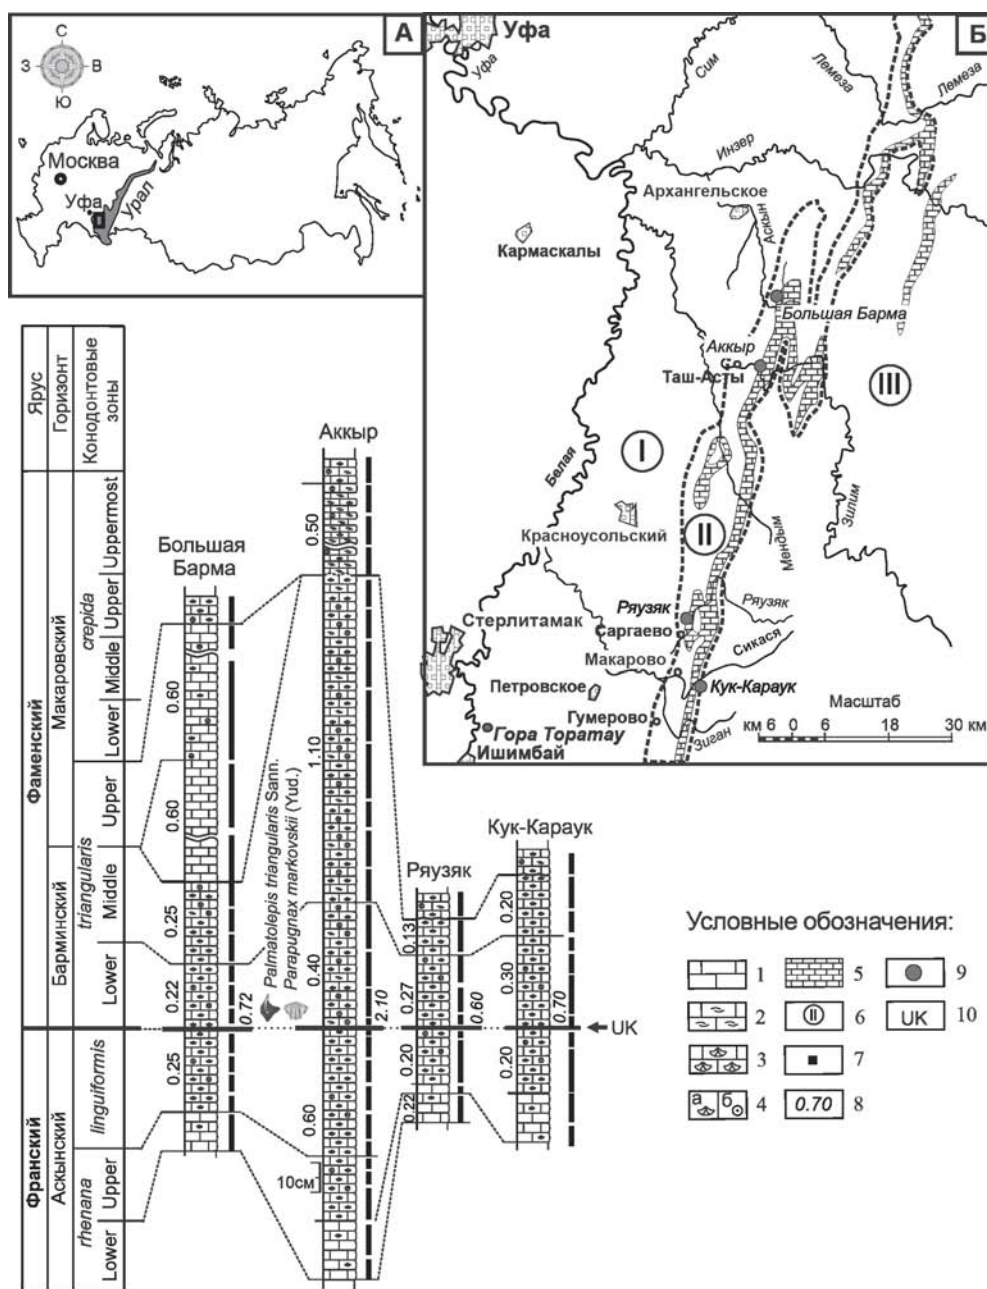 А
С
З
В
Ю
Москва
Уфа
Урал
Б
Уфа
Уфа
Сим
Лемеза
Лемеза
Инзер
Архангельское
Аскын
Кармаскалы
Большая Барма
Аккыр
Таш-Асты
III
I
Белая
Зилим
Красноусольский
II
Мендым
Ряузяк
Ряузяк
Стерлитамак
Саргаево
Сикася
Макарово
Петровское
Кук-Караук
Гумерово
Зиган
Гора Торатау
Ишимбай
Масштаб
км 6 0 6 18 30 км
Ярус
Горизонт
Конодонтовые зоны
Фаменский
Франский
Макаровский
Барминский
Аскынский
crepida
triangularis
linguiformis
rhenana
Uppermost
Upper
Middle
Lower
Upper
Middle
Lower
Upper
Lower
Большая
Барма
0.60
0.60
0.25
0.22
0.25
0.72
Palmatolepis triangularis Sann.
Parapugnax markovskii (Yud.)
Аккыр
0.50
1.10
0.40
0.60
2.10
10см
Ряузяк
0.13
0.27
0.20
0.22
0.60
Кук-Караук
0.20
0.30
0.20
0.70
UK
Условные обозначения:
1
5
9
2
II 6
UK 10
3
7
а б 4
0.70 8